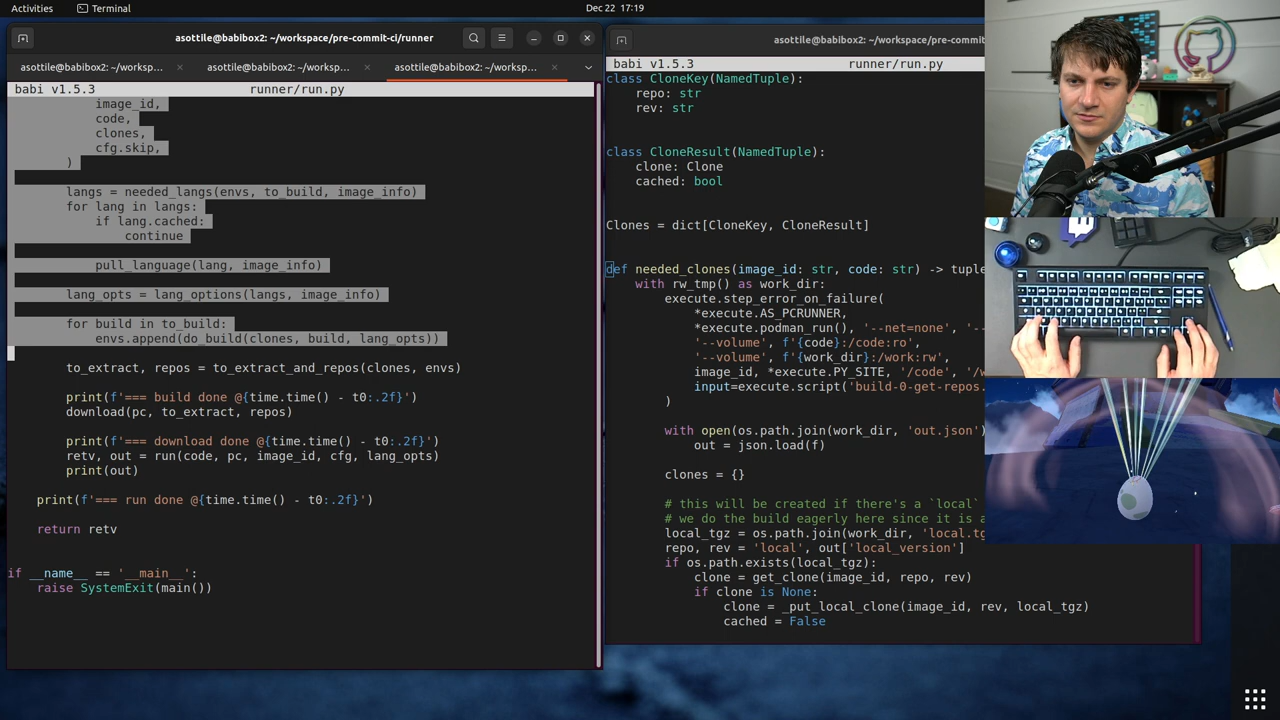 Activities
Terminal
Dec 22 17:19
asottile@babibox2: ~/workspace/pre-commit-ci/runner
asottile@babibox2: ~/worksp…
asottile@babibox2: ~/worksp…
asottile@babibox2: ~/worksp…
babi v1.5.3 runner/run.py
image_id,
code,
clones,
cfg.skip,
)
langs = needed_langs(envs, to_build, image_info)
for lang in langs:
if lang.cached:
continue
pull_language(lang, image_info)
lang_opts = lang_options(langs, image_info)
for build in to_build:
envs.append(do_build(clones, build, lang_opts))
to_extract, repos = to_extract_and_repos(clones, envs)
print(f'=== build done @{time.time() - t0:.2f}')
download(pc, to_extract, repos)
print(f'=== download done @{time.time() - t0:.2f}')
retv, out = run(code, pc, image_id, cfg, lang_opts)
print(out)
print(f'=== run done @{time.time() - t0:.2f}')
return retv
if __name__ == '__main__':
raise SystemExit(main())
asottile@babibox2: ~/workspace/pre-commit
babi v1.5.3 runner/run.py
class CloneKey(NamedTuple):
repo: str
rev: str
class CloneResult(NamedTuple):
clone: Clone
cached: bool
Clones = dict[CloneKey, CloneResult]
def needed_clones(image_id: str, code: str) -> tuple
with rw_tmp() as work_dir:
execute.step_error_on_failure(
*execute.AS_PCRUNNER,
*execute.podman_run(), '--net=none', '--
'--volume', f'{code}:/code:ro',
'--volume', f'{work_dir}:/work:rw',
image_id, *execute.PY_SITE, '/code', '/w
input=execute.script('build-0-get-repos.
)
with open(os.path.join(work_dir, 'out.json')
out = json.load(f)
clones = {}
# this will be created if there's a `local`
# we do the build eagerly here since it is a
local_tgz = os.path.join(work_dir, 'local.tg
repo, rev = 'local', out['local_version']
if os.path.exists(local_tgz):
clone = get_clone(image_id, repo, rev)
if clone is None:
clone = _put_local_clone(image_id, rev, local_tgz)
cached = False